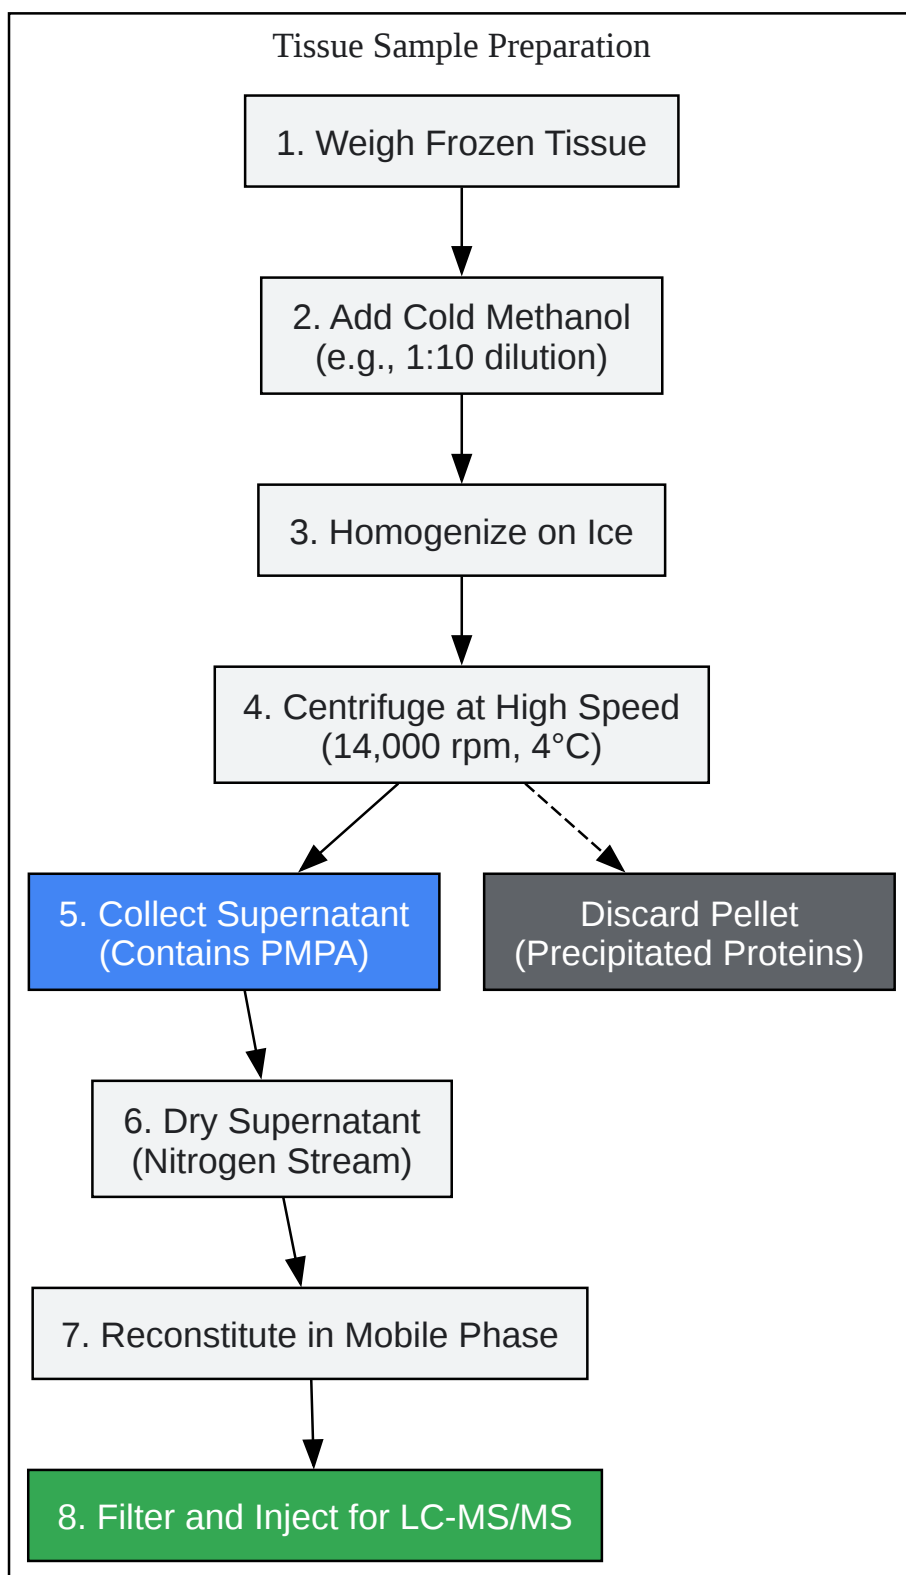 Tissue Sample Preparation
1. Weigh Frozen Tissue
2. Add Cold Methanol
(e.g., 1:10 dilution)
3. Homogenize on Ice
4. Centrifuge at High Speed
(14,000 rpm, 4°C)
5. Collect Supernatant
(Contains PMPA)
Discard Pellet
(Precipitated Proteins)
6. Dry Supernatant
(Nitrogen Stream)
7. Reconstitute in Mobile Phase
8. Filter and Inject for LC-MS/MS